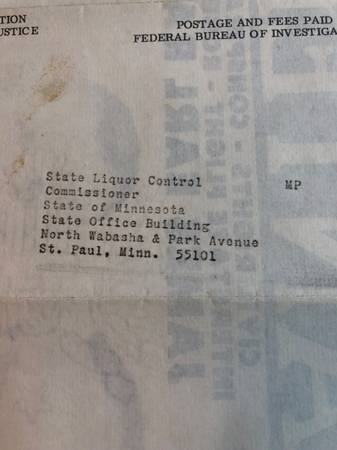 TION POSTAGE AND FEES PAID
USTICE FEDERAL BUREAU OF INVESTIGA
State Liquor Control MP
Commissioner
State of Minnesota
State Office Building
North Wabasha & Park Avenue
St. Paul, Minn. 55101